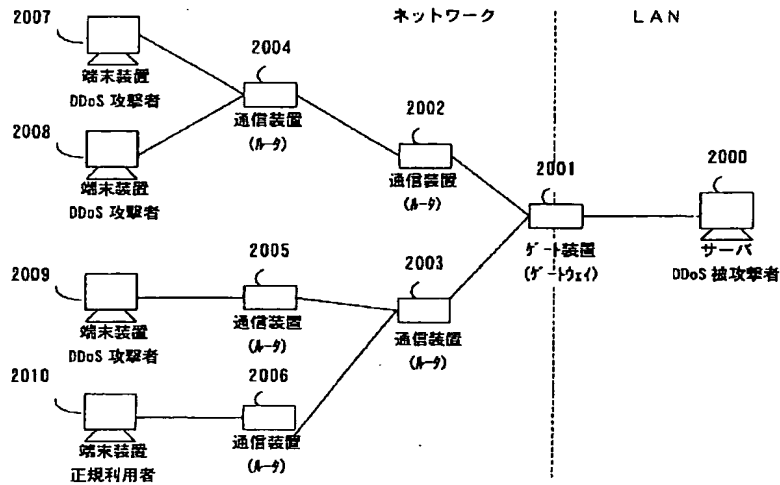 ネットワーク
LAN
2007
端末装置
DDoS 攻撃者
2004
通信装置
(ルータ)
2008
端末装置
DDoS 攻撃者
2002
通信装置
(ルータ)
2001
ゲート装置
(ゲートウェイ)
2000
サーバ
DDoS 被攻撃者
2009
端末装置
DDoS 攻撃者
2005
通信装置
(ルータ)
2003
通信装置
(ルータ)
2010
端末装置
正規利用者
2006
通信装置
(ルータ)